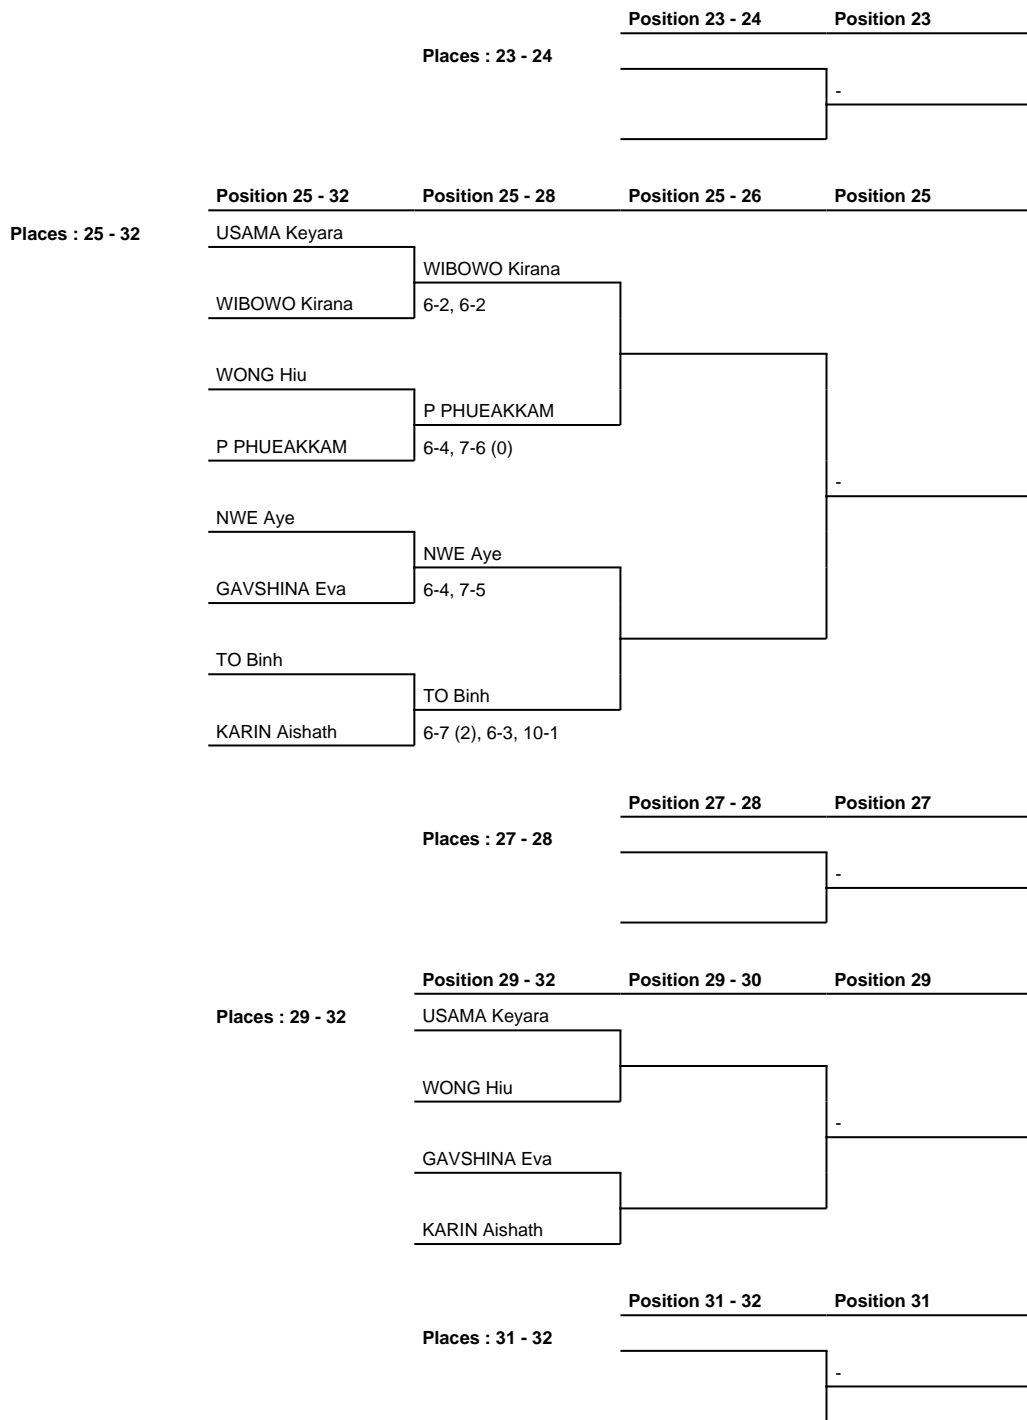 Position 23 - 24 Position 23
Places : 23 - 24
-
Position 25 - 32 Position 25 - 28 Position 25 - 26 Position 25
Places : 25 - 32 USAMA Keyara
WIBOWO Kirana
WIBOWO Kirana 6-2, 6-2
WONG Hiu
P PHUEAKKAM
P PHUEAKKAM 6-4, 7-6 (0)
-
NWE Aye
NWE Aye
GAVSHINA Eva 6-4, 7-5
TO Binh
TO Binh
KARIN Aishath 6-7 (2), 6-3, 10-1
Position 27 - 28 Position 27
Places : 27 - 28
-
Position 29 - 32 Position 29 - 30 Position 29
Places : 29 - 32 USAMA Keyara
WONG Hiu
-
GAVSHINA Eva
KARIN Aishath
Position 31 - 32 Position 31
Places : 31 - 32
-